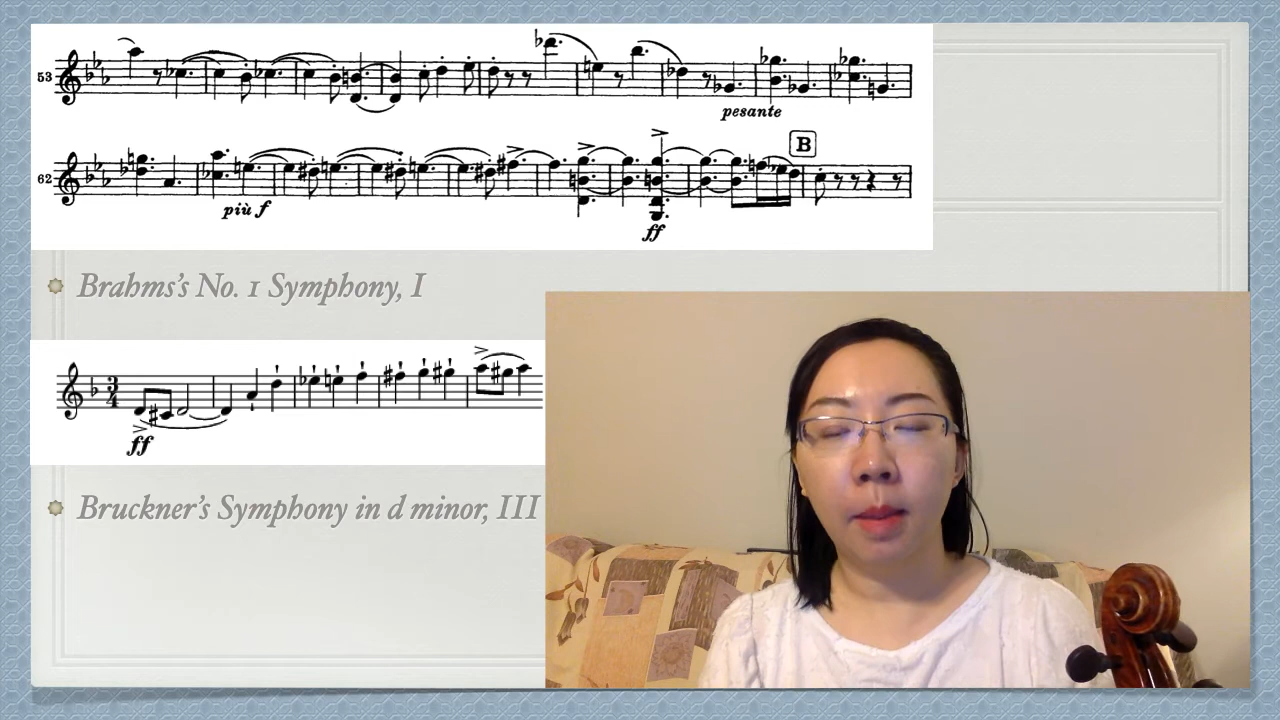 53
pesante
62
B
più f
ff
Brahms's No. 1 Symphony, I
3
4
ff
Bruckner's Symphony in d minor, III